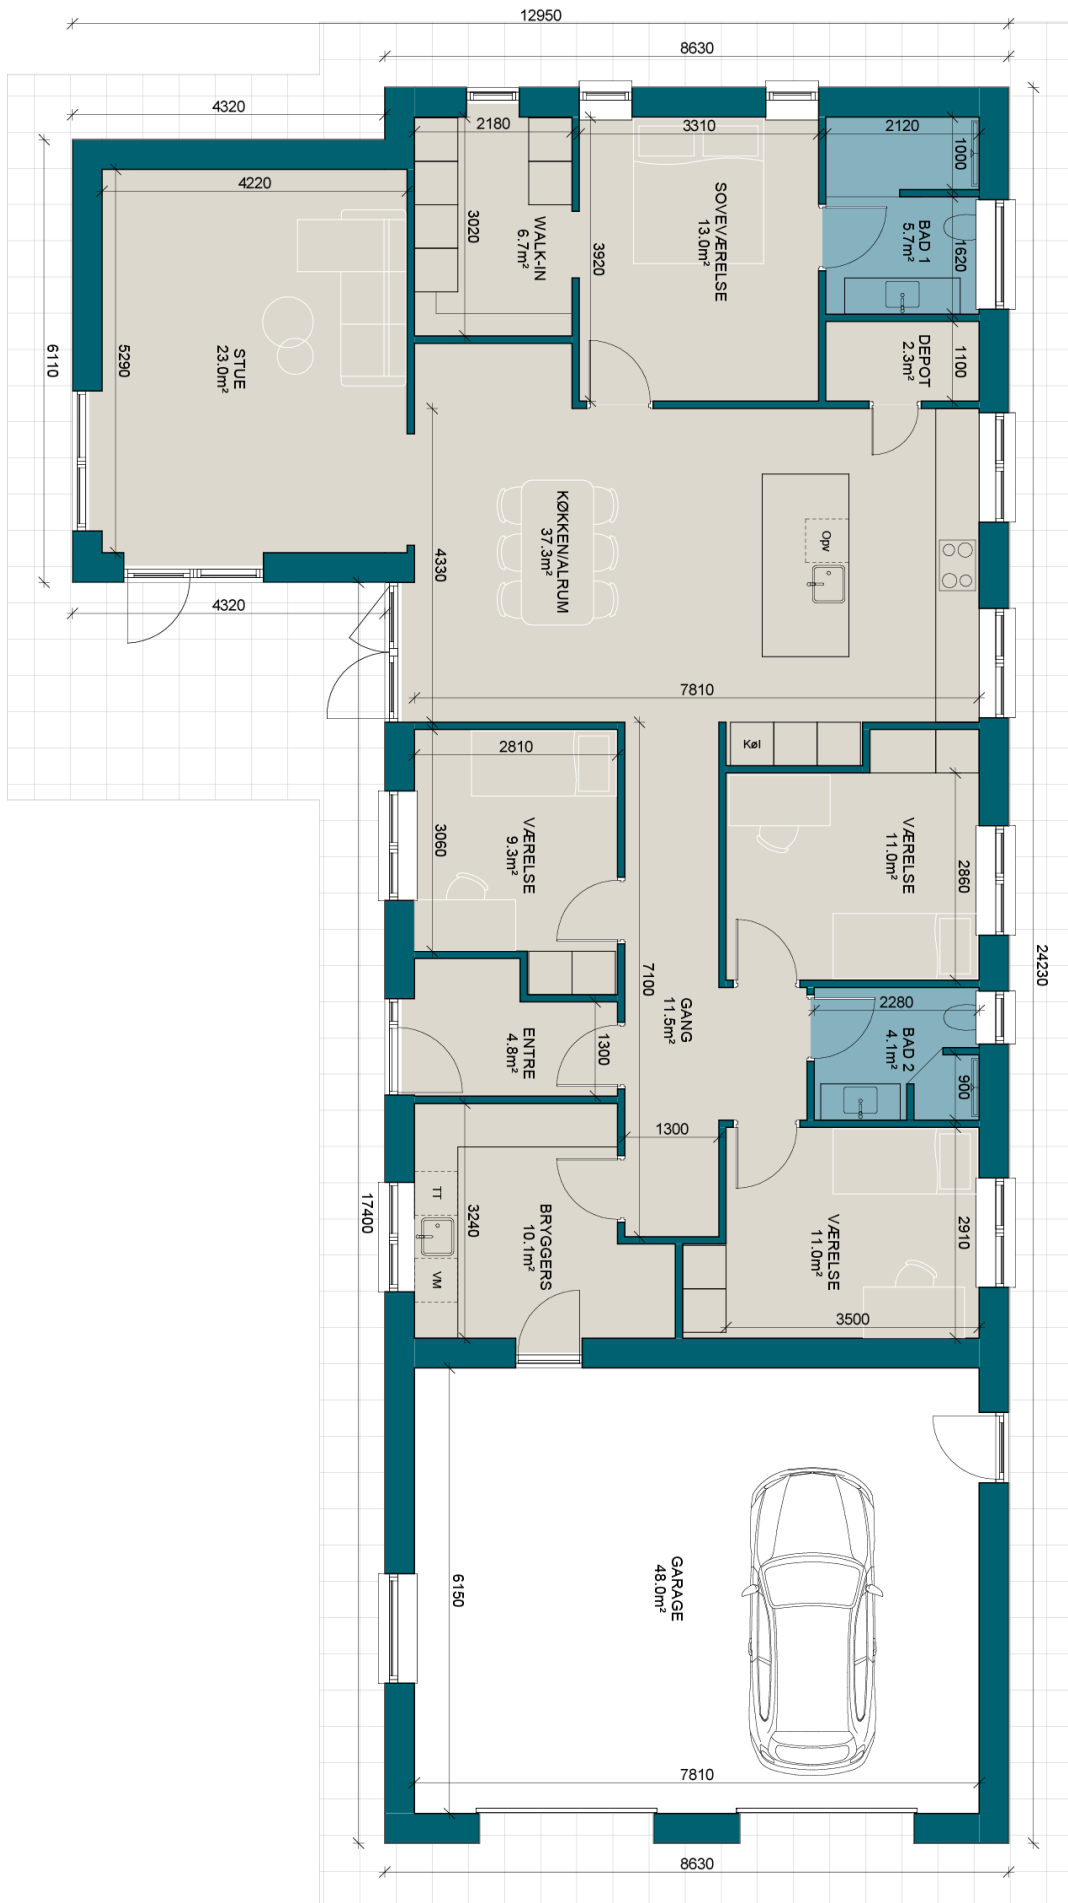 12950
8630
4320
2180
3310
2120
1000
4220
3020
WALK-IN
6.7m²
3920
SOVEVÆRELSE
13.0m²
BAD 1
5.7m²
1620
6110
5290
STUE
23.0m²
DEPOT
2.3m²
1100
KØKKEN/ALRUM
37.3m²
Opv
4330
4320
7810
2810
Køl
3060
VÆRELSE
9.3m²
VÆRELSE
11.0m²
2860
24230
7100
GANG
11.5m²
2280
ENTRE
4.8m²
1300
BAD 2
4.1m²
900
1300
17400
TT
VM
3240
BRYGGERS
10.1m²
VÆRELSE
11.0m²
2910
3500
6150
GARAGE
48.0m²
7810
8630